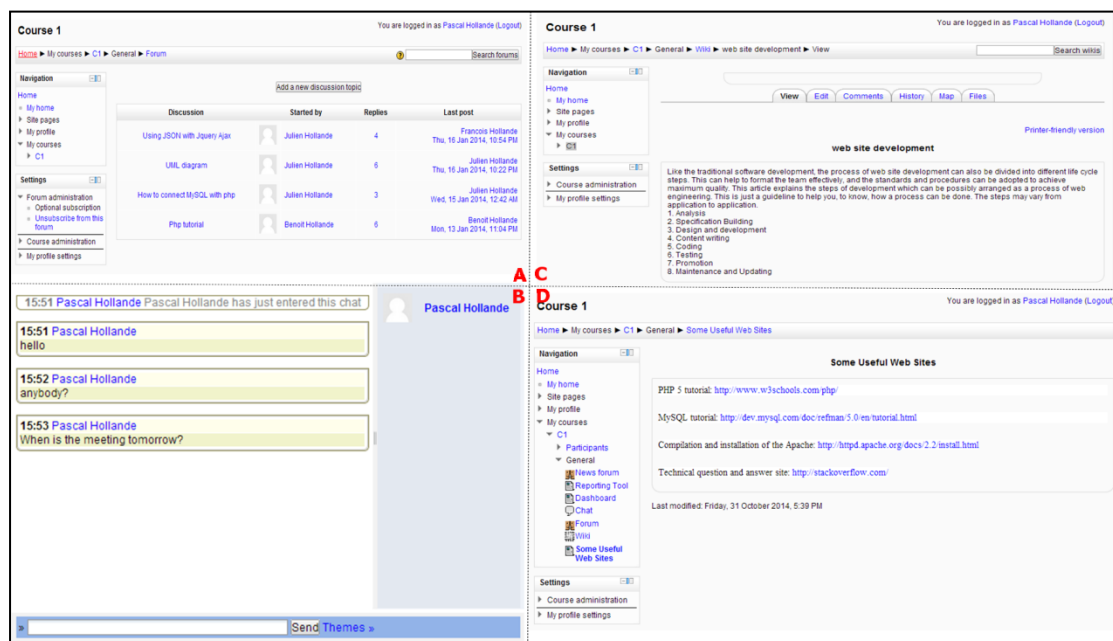 Course 1
You are logged in as Pascal Hollande (Logout)
Home ► My courses ► C1 ► General ► Forum
Search forums
Navigation
Home
My home
Site pages
My profile
My courses
C1
Settings
Forum administration
Optional subscription
Unsubscribe from this
forum
Course administration
My profile settings
Add a new discussion topic
Discussion Started by Replies Last post
Using JSON with Jquery Ajax Julien Hollande 4 Francois Hollande
Thu, 16 Jan 2014, 10:54 PM
UML diagram Julien Hollande 6 Julien Hollande
Thu, 16 Jan 2014, 10:22 PM
How to connect MySQL with php Julien Hollande 3 Julien Hollande
Wed, 15 Jan 2014, 12:42 AM
Php tutorial Benoit Hollande 6 Benoit Hollande
Mon, 13 Jan 2014, 11:04 PM
A
C
Course 1
You are logged in as Pascal Hollande (Logout)
Home ► My courses ► C1 ► General ► Wiki ► web site development ► View
Search wikis
Navigation
Home
My home
Site pages
My profile
My courses
C1
Settings
Course administration
My profile settings
View Edit Comments History Map Files
Printer-friendly version
web site development
Like the traditional software development, the process of web site development can also be divided into different life cycle
steps. This can help to format the team effectively, and the standards and procedures can be adopted to achieve
maximum quality. This article explains the steps of development which can be possibly arranged as a process of web
engineering. This is just a guideline to help you, to know, how a process can be done. The steps may vary from
application to application.
1. Analysis
2. Specification Building
3. Design and development
4. Content writing
5. Coding
6. Testing
7. Promotion
8. Maintenance and Updating
B
D
15:51 Pascal Hollande Pascal Hollande has just entered this chat
15:51 Pascal Hollande
hello
15:52 Pascal Hollande
anybody?
15:53 Pascal Hollande
When is the meeting tomorrow?
Pascal Hollande
» Send Themes »
Course 1
You are logged in as Pascal Hollande (Logout)
Home ► My courses ► C1 ► General ► Some Useful Web Sites
Navigation
Home
My home
Site pages
My profile
My courses
C1
Participants
General
News forum
Reporting Tool
Dashboard
Chat
Forum
Wiki
Some Useful
Web Sites
Settings
Course administration
My profile settings
Some Useful Web Sites
PHP 5 tutorial: http://www.w3schools.com/php/
MySQL tutorial: http://dev.mysql.com/doc/refman/5.0/en/tutorial.html
Compilation and installation of the Apache: http://httpd.apache.org/docs/2.2/install.html
Technical question and answer site: http://stackoverflow.com/
Last modified: Friday, 31 October 2014, 5:39 PM